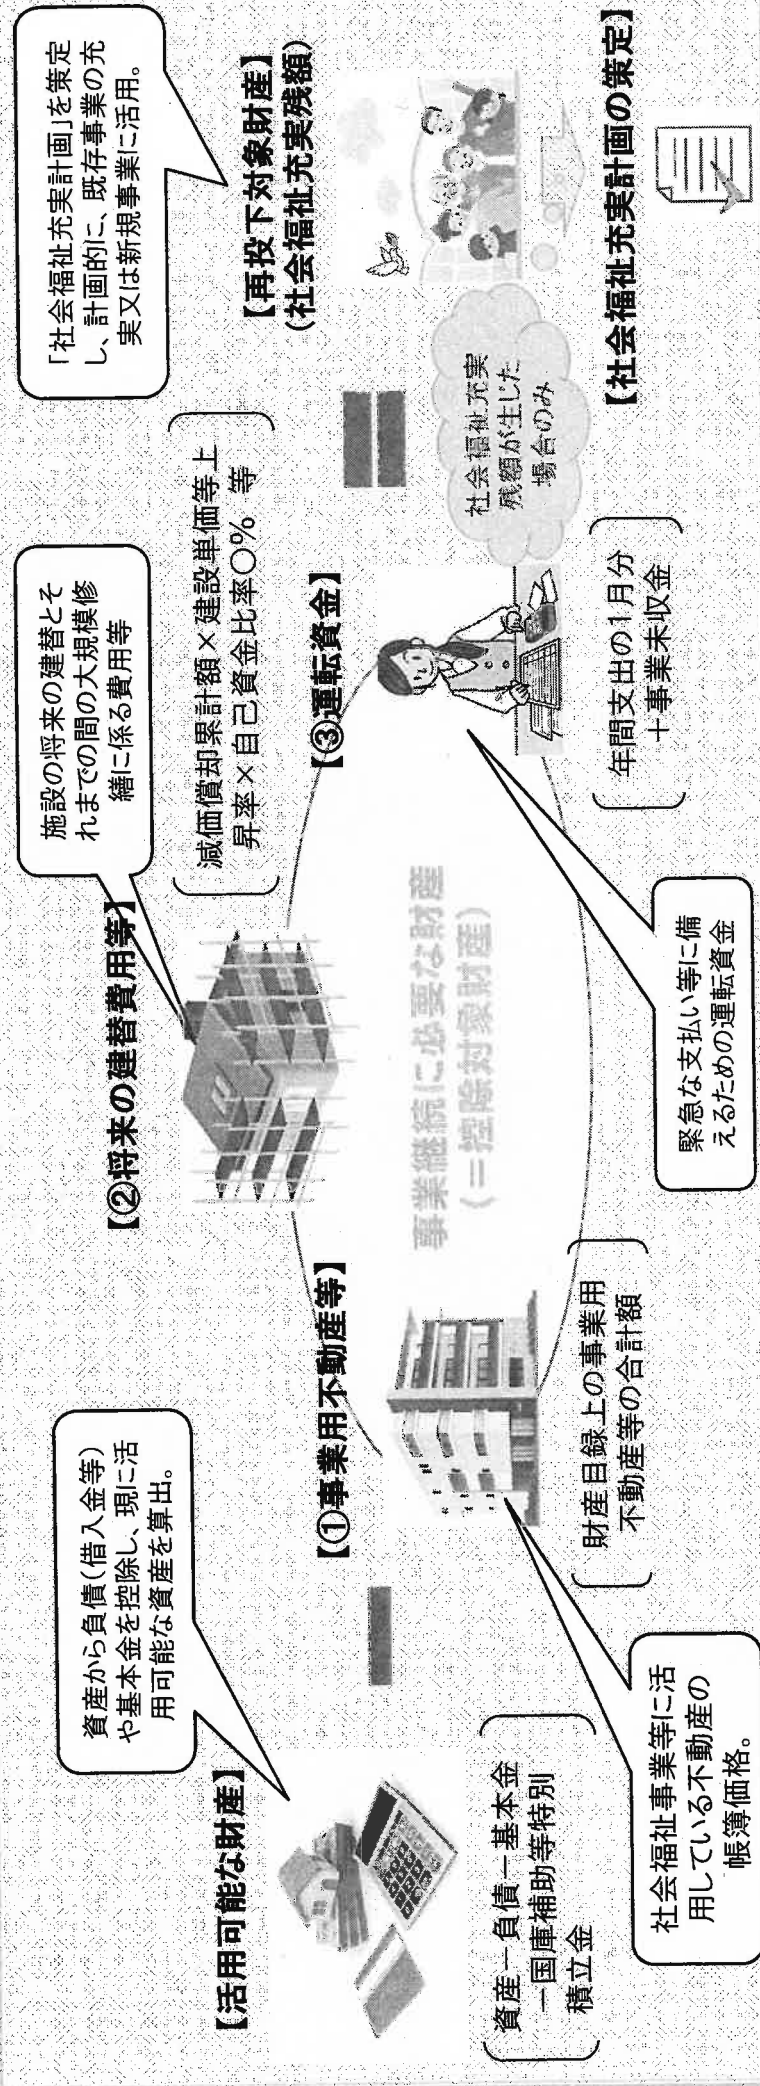 【活用可能な財産】
資産から負債(借入金等)
や基本金を控除し、現に活
用可能な資産を算出。
資産－負債－基本金
－国庫補助等特別
積立金
【①事業用不動産等】
財産目録上の事業用
不動産等の合計額
社会福祉事業等に活
用している不動産の
帳簿価格。
【②将来の建替費用等】
施設の将来の建替とそ
れまでの間の大規模修
繕に係る費用等
減価償却累計額×建設単価等上
昇率×自己資金比率○% 等
事業継続に必要な財産
(＝控除対象財産)
【③運転資金】
年間支出の1月分
＋事業未収金
緊急な支払い等に備
えるための運転資金
【再投下対象財産】
(社会福祉充実残額)
「社会福祉充実計画」を策定
し、計画的に、既存事業の充
実又は新規事業に活用。
社会福祉充実
残額が生じた
場合のみ
【社会福祉充実計画の策定】